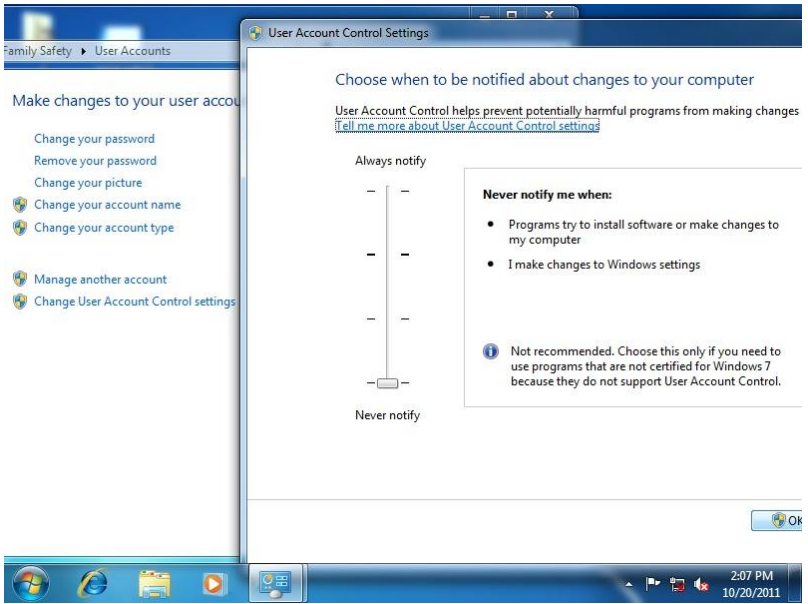 User Account Control Settings
Family Safety ▸ User Accounts
Make changes to your user accou
Change your password
Remove your password
Change your picture
Change your account name
Change your account type
Manage another account
Change User Account Control settings
Choose when to be notified about changes to your computer
User Account Control helps prevent potentially harmful programs from making changes
Tell me more about User Account Control settings
Always notify
Never notify me when:
• Programs try to install software or make changes to
my computer
• I make changes to Windows settings
Not recommended. Choose this only if you need to
use programs that are not certified for Windows 7
because they do not support User Account Control.
Never notify
OK
2:07 PM
10/20/2011